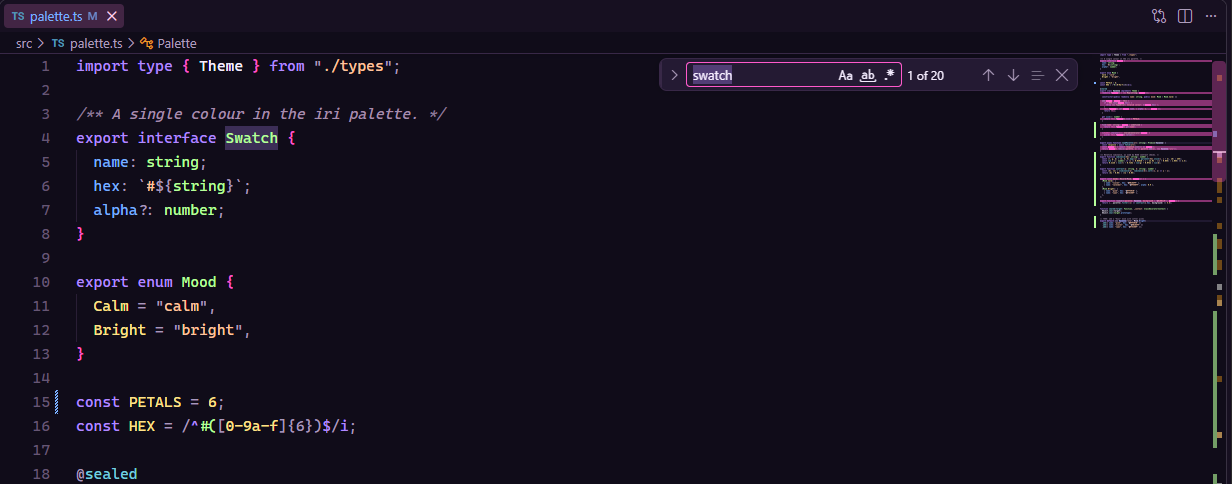 TS palette.ts M
src > TS palette.ts > Palette
swatch Aa ab .* 1 of 20
1 import type { Theme } from "./types";
2
3 /** A single colour in the iri palette. */
4 export interface Swatch {
5 name: string;
6 hex: `#${string}`;
7 alpha?: number;
8 }
9
10 export enum Mood {
11 Calm = "calm",
12 Bright = "bright",
13 }
14
15 const PETALS = 6;
16 const HEX = /^#([0-9a-f]{6})$/i;
17
18 @sealed